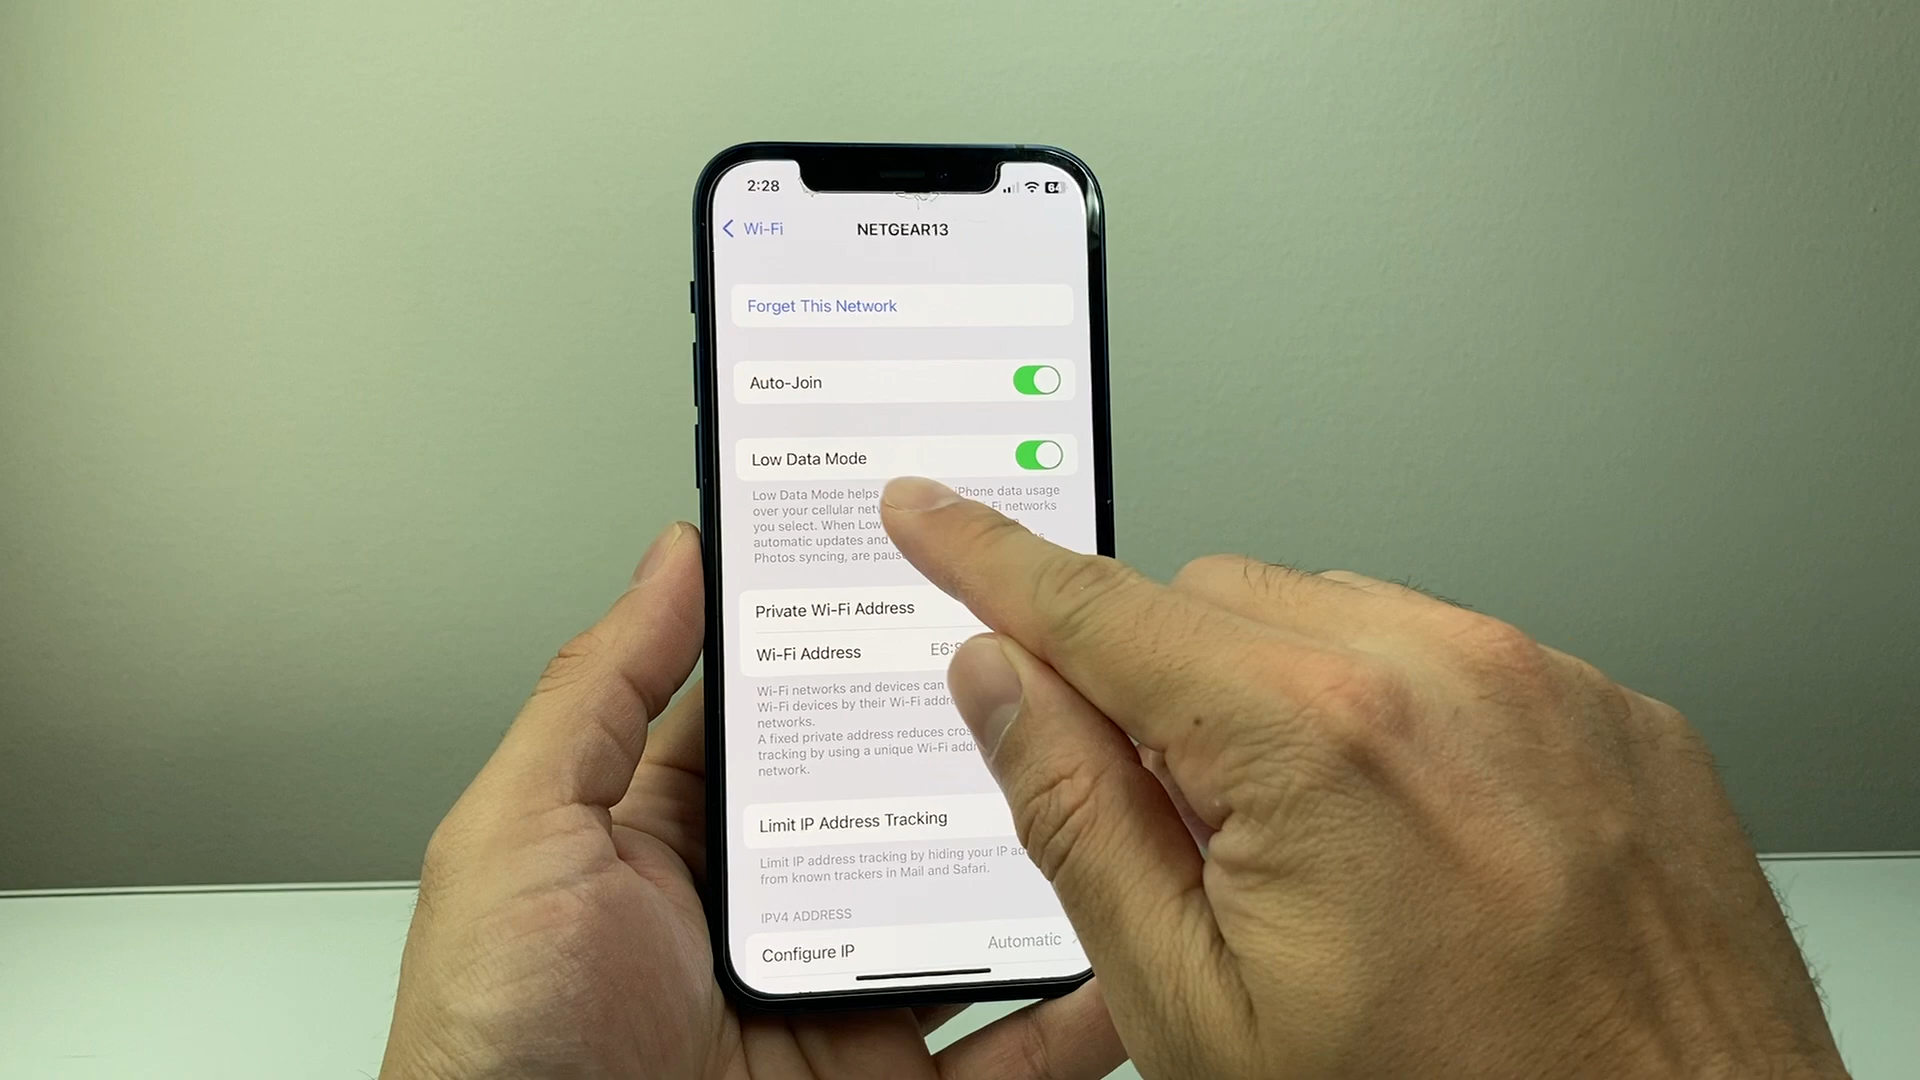 2:28
64
Wi-Fi
NETGEAR13
Forget This Network
Auto-Join
Low Data Mode
Low Data Mode helps iPhone data usage
over your cellular Fi networks
you select. When Low
automatic updates and
Photos syncing, are
Private Wi-Fi Address
Wi-Fi Address E6:
Wi-Fi networks and devices can
Wi-Fi devices by their Wi-Fi
networks.
A fixed private address reduces
tracking by using a unique Wi-Fi
network.
Limit IP Address Tracking
Limit IP address tracking by hiding your IP
from known trackers in Mail and Safari.
IPV4 ADDRESS
Configure IP Automatic